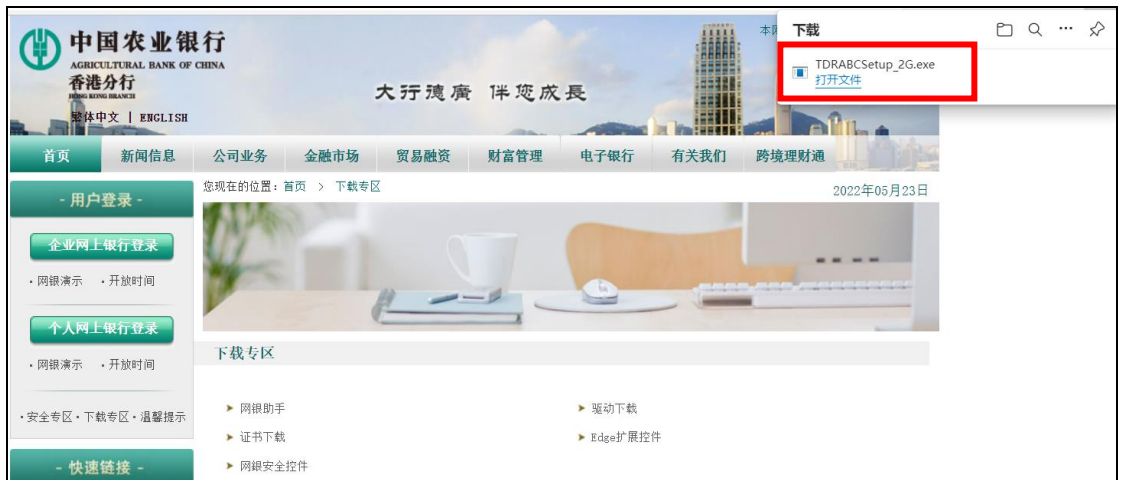 中国农业银行
AGRICULTURAL BANK OF CHINA
香港分行
HONG KONG BRANCH
繁体中文 | ENGLISH
大行德廣 伴您成長
本
下载
TDRABCSetup_2G.exe
打开文件
首页 新闻信息 公司业务 金融市场 贸易融资 财富管理 电子银行 有关我们 跨境理财通
您现在的位置：首页 > 下载专区
2022年05月23日
- 用户登录 -
企业网上银行登录
·网银演示 ·开放时间
个人网上银行登录
·网银演示 ·开放时间
·安全专区·下载专区·温馨提示
- 快速链接 -
下载专区
网银助手
驱动下载
证书下载
Edge扩展控件
网銀安全控件